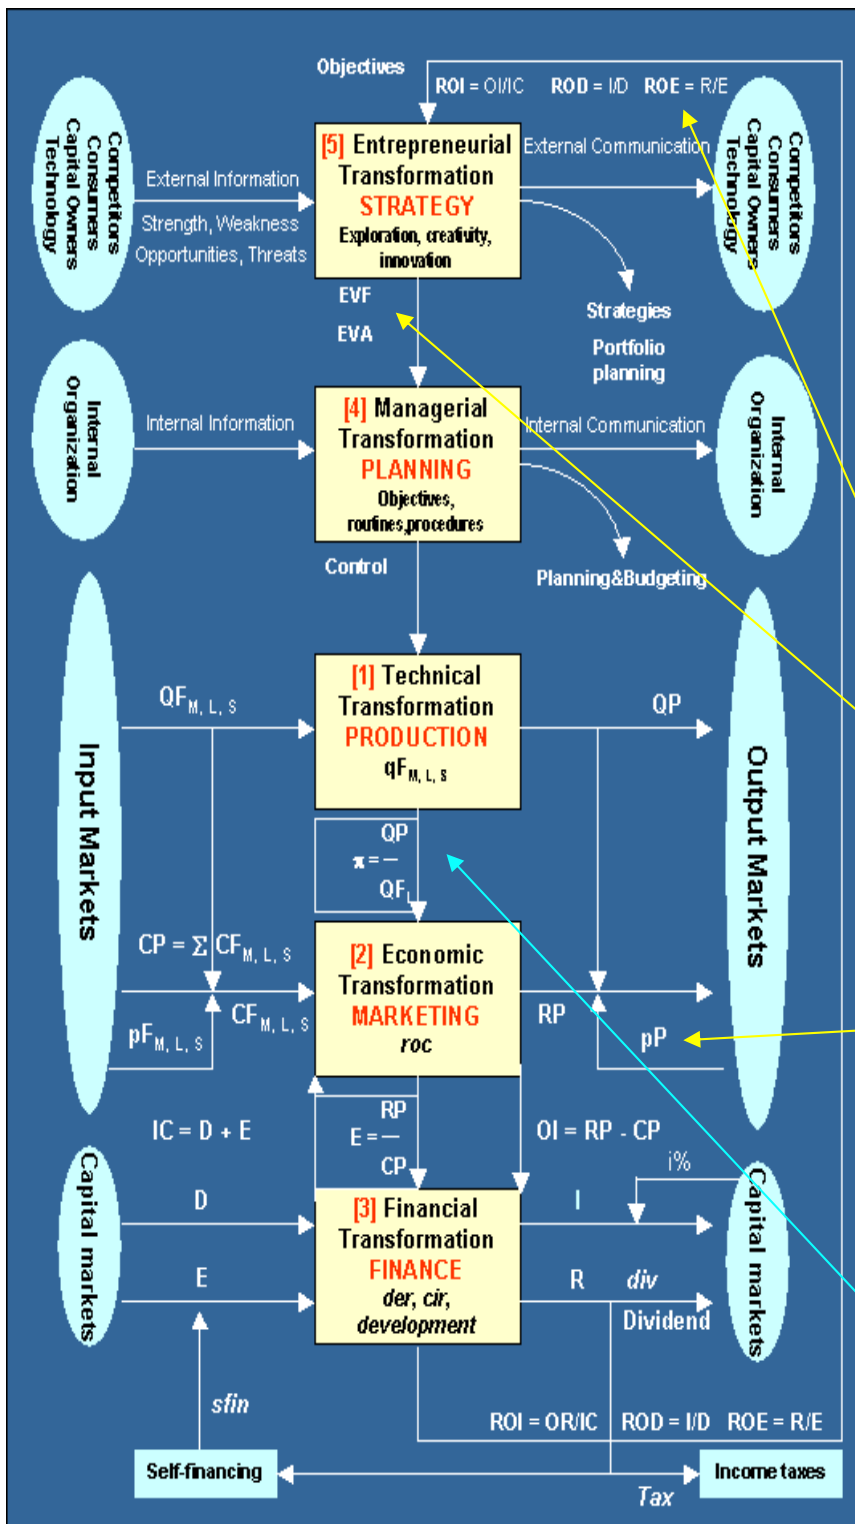 Objectives
ROI = OI/IC ROD = I/D ROE = R/E
Competitors
Consumers
Capital Owners
Technology
External Information
Strength, Weakness
Opportunities, Threats
[5] Entrepreneurial
Transformation
STRATEGY
Exploration, creativity,
innovation
External Communication
Competitors
Consumers
Capital Owners
Technology
EVF
EVA
Strategies
Portfolio
planning
Internal
Organization
Internal Information
[4] Managerial
Transformation
PLANNING
Objectives,
routines,procedures
Internal Communication
Internal
Organization
Control
Planning&Budgeting
Input Markets
QF M, L, S
[1] Technical
Transformation
PRODUCTION
qF M, L, S
QP
Output Markets
QP
π = —
QF L
CP = Σ CF M, L, S
CF M, L, S
pF M, L, S
[2] Economic
Transformation
MARKETING
roc
RP
pP
IC = D + E
RP
E = —
CP
OI = RP - CP
i%
Capital markets
D
E
[3] Financial
Transformation
FINANCE
der, cir,
development
I
R div
Dividend
Capital markets
sfin
ROI = OR/IC ROD = I/D ROE = R/E
Self-financing
Income taxes
Tax